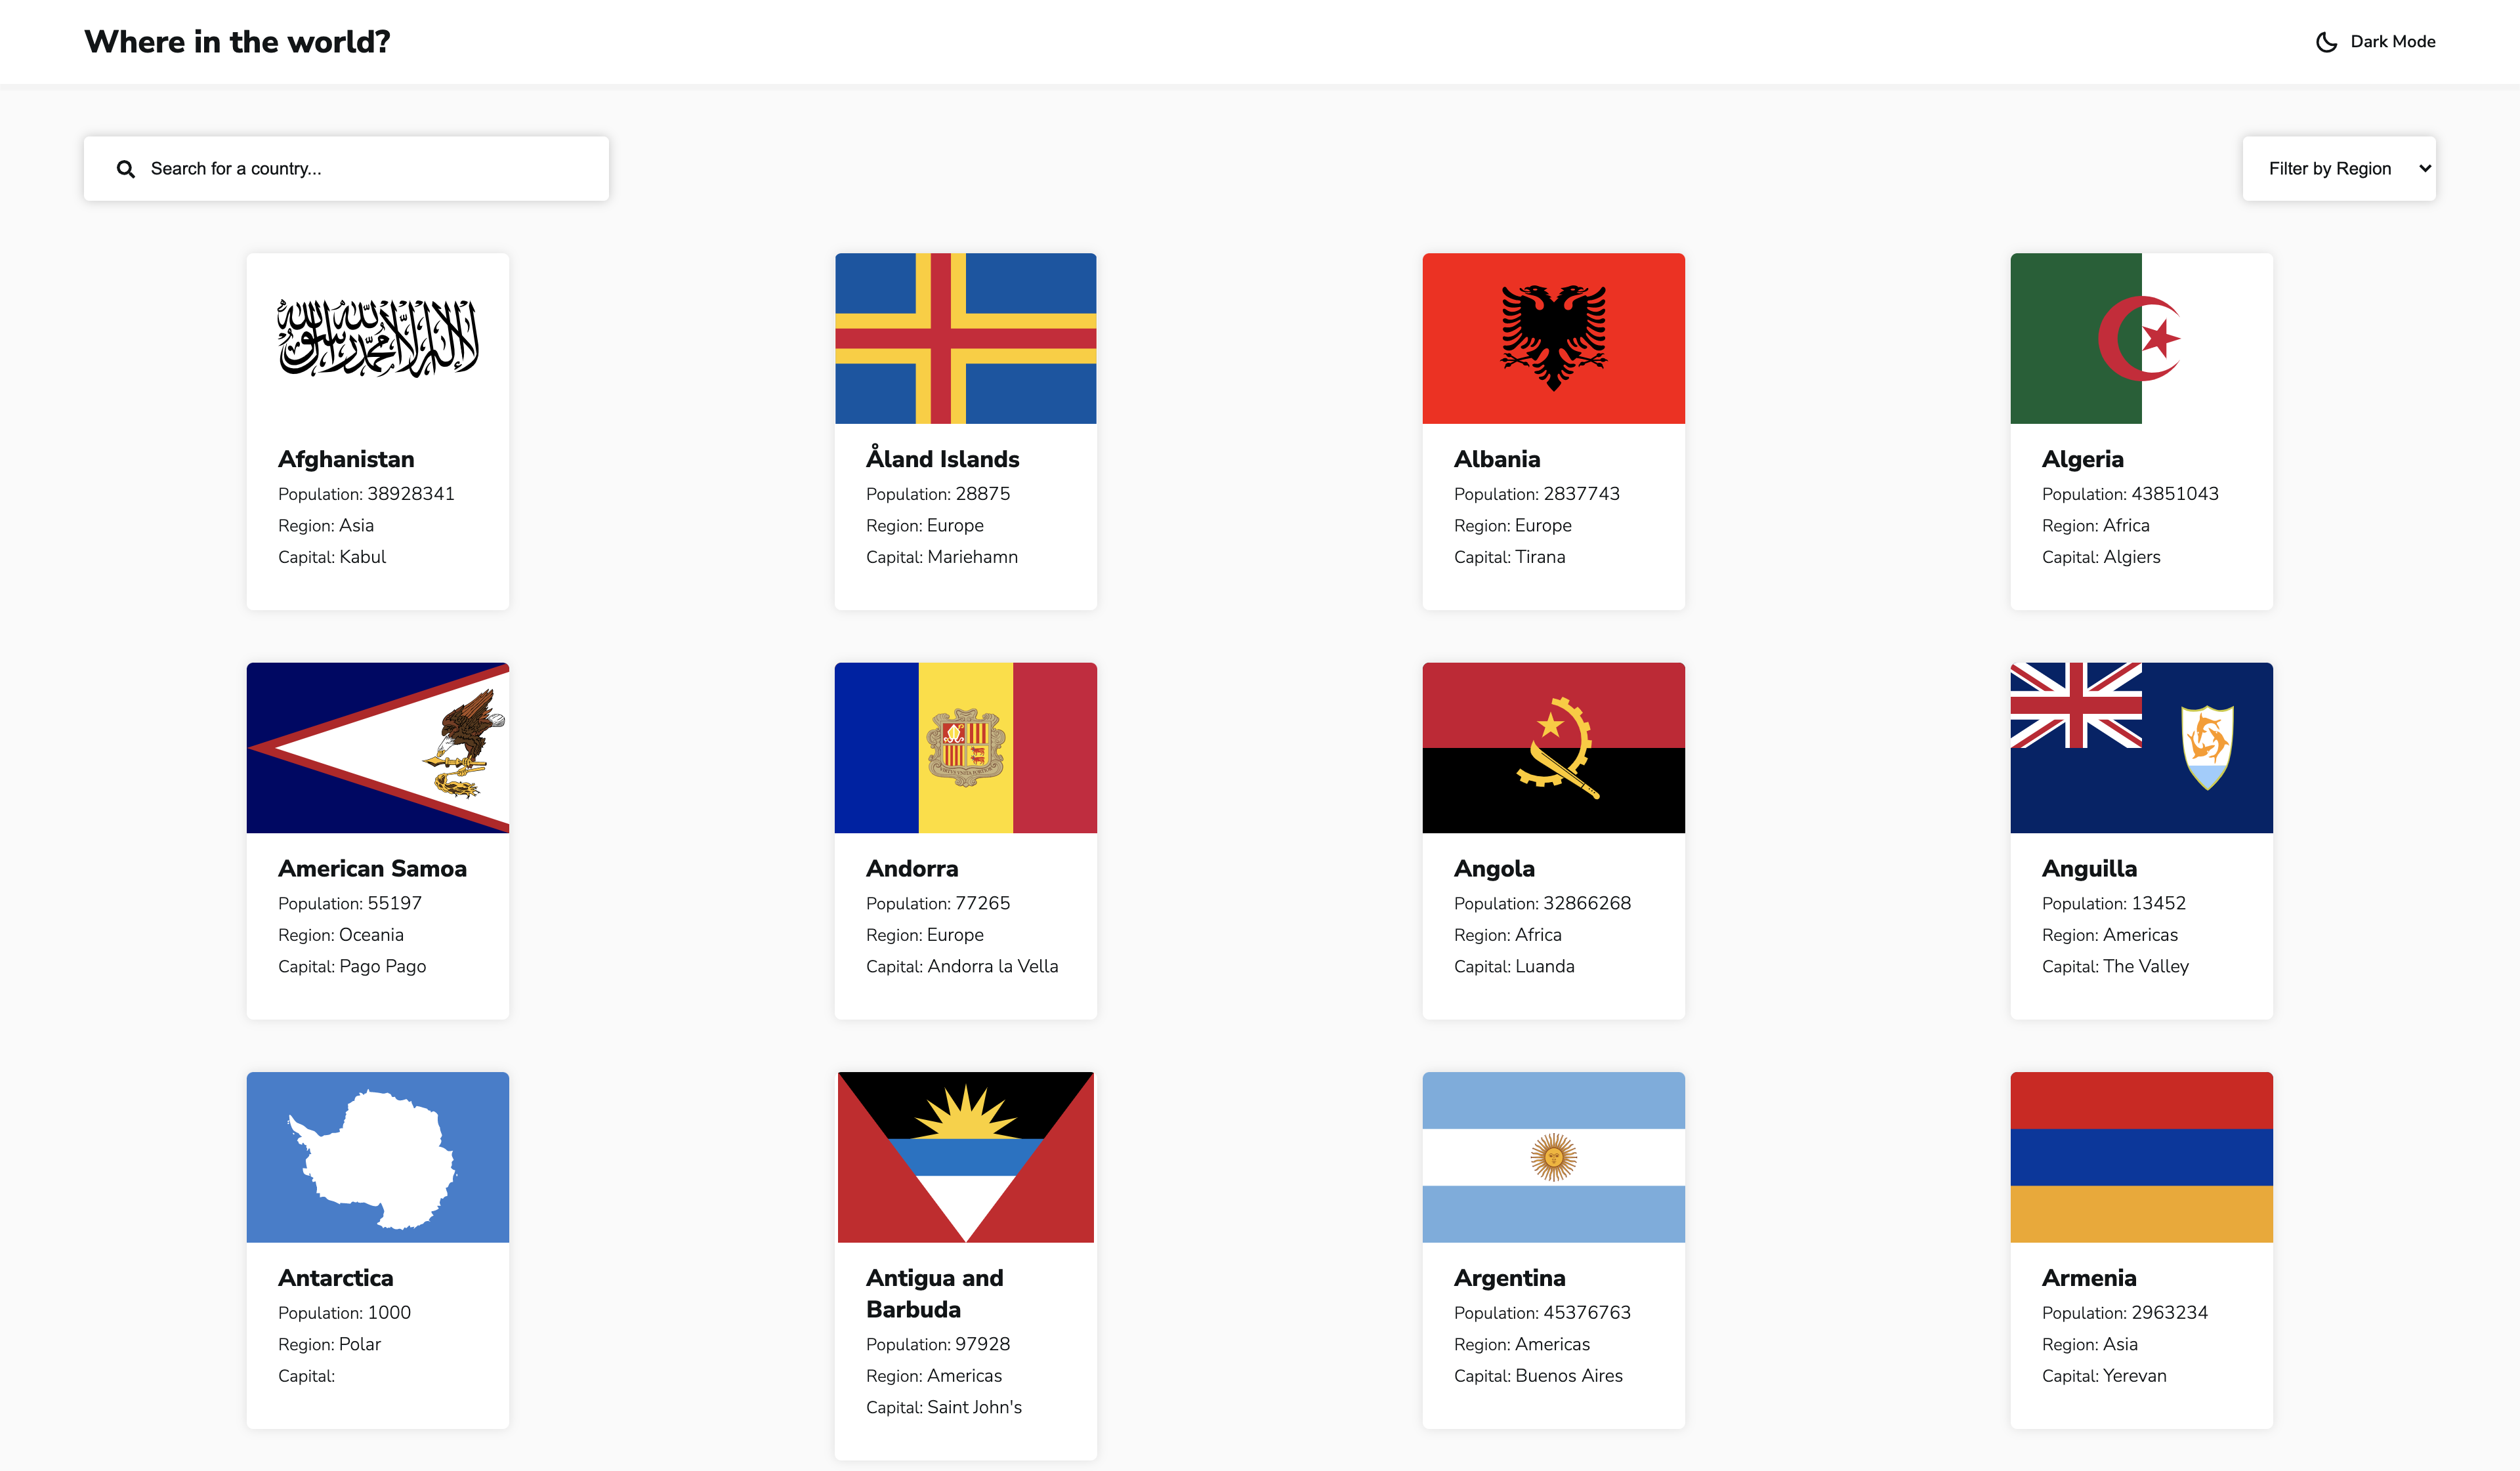 Where in the world?
Dark Mode
Search for a country...
Filter by Region
لا إله إلا الله محمد رسول الله
Afghanistan
Population: 38928341
Region: Asia
Capital: Kabul
Åland Islands
Population: 28875
Region: Europe
Capital: Mariehamn
Albania
Population: 2837743
Region: Europe
Capital: Tirana
Algeria
Population: 43851043
Region: Africa
Capital: Algiers
American Samoa
Population: 55197
Region: Oceania
Capital: Pago Pago
Andorra
Population: 77265
Region: Europe
Capital: Andorra la Vella
Angola
Population: 32866268
Region: Africa
Capital: Luanda
Anguilla
Population: 13452
Region: Americas
Capital: The Valley
Antarctica
Population: 1000
Region: Polar
Capital:
Antigua and
Barbuda
Population: 97928
Region: Americas
Capital: Saint John's
Argentina
Population: 45376763
Region: Americas
Capital: Buenos Aires
Armenia
Population: 2963234
Region: Asia
Capital: Yerevan